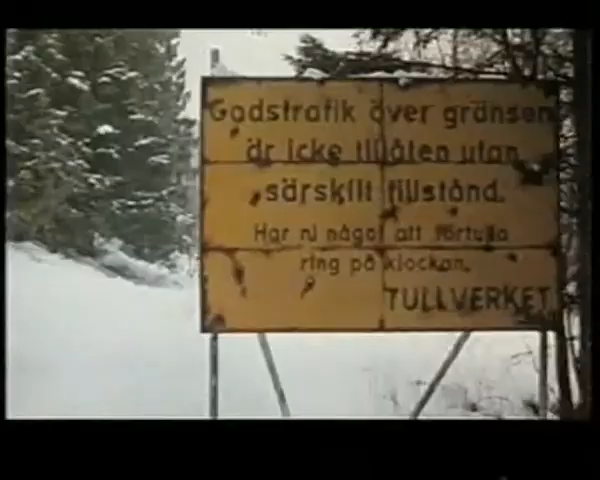 Godstrafik över gränsen
är icke tillåten utan
särskilt tillstånd.
Har ni något att förtulla
ring på klockan.
TULLVERKET